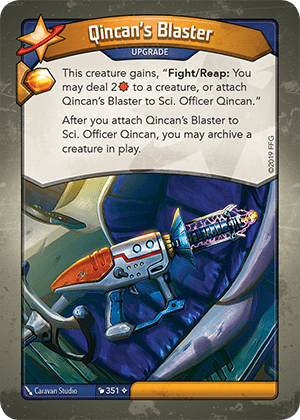 Qincan's Blaster
UPGRADE
This creature gains, “Fight/Reap: You
may deal 2 to a creature, or attach
Qincan's Blaster to Sci. Officer Qincan.”
After you attach Qincan's Blaster to
Sci. Officer Qincan, you may archive a
creature in play.
©2019 FFG
Caravan Studio
351